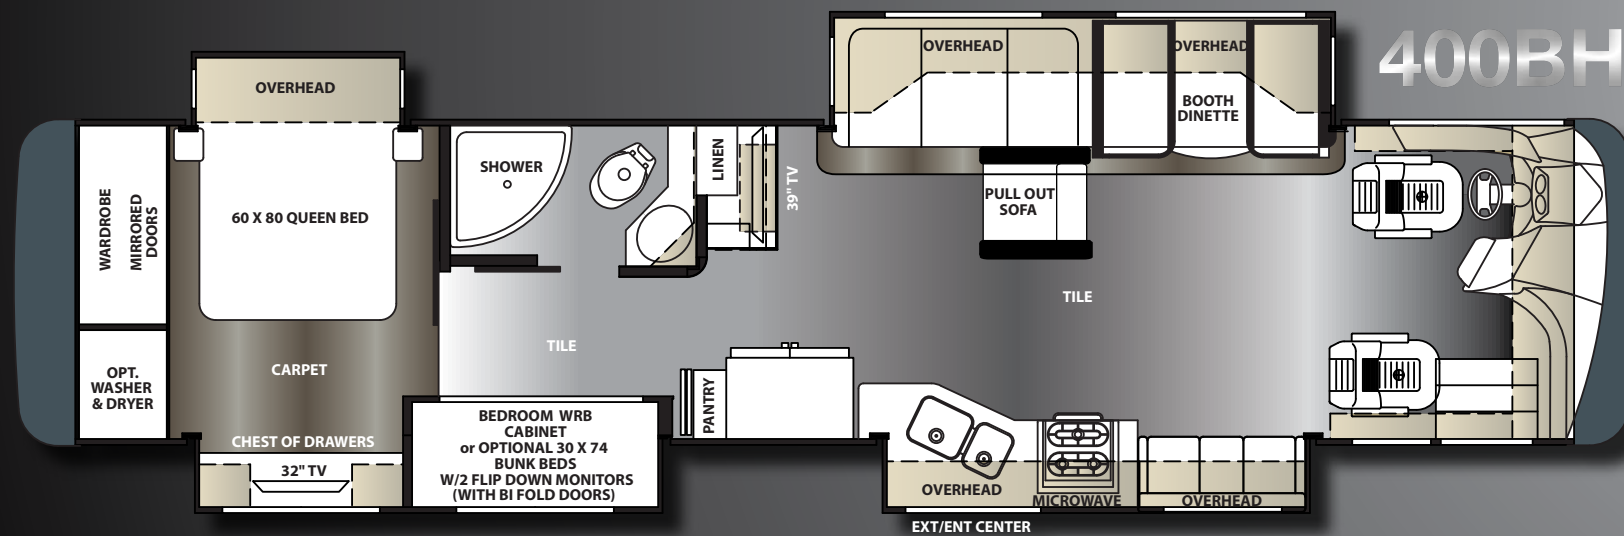 400BH
OVERHEAD
WARDROBE
MIRRORED
DOORS
60 X 80 QUEEN BED
OPT.
WASHER
& DRYER
CARPET
CHEST OF DRAWERS
32" TV
SHOWER
LINEN
39" TV
TILE
BEDROOM WRB
CABINET
or OPTIONAL 30 X 74
BUNK BEDS
W/2 FLIP DOWN MONITORS
(WITH BI FOLD DOORS)
PANTRY
OVERHEAD
OVERHEAD
BOOTH
DINETTE
PULL OUT
SOFA
TILE
OVERHEAD
MICROWAVE
OVERHEAD
EXT/ENT CENTER